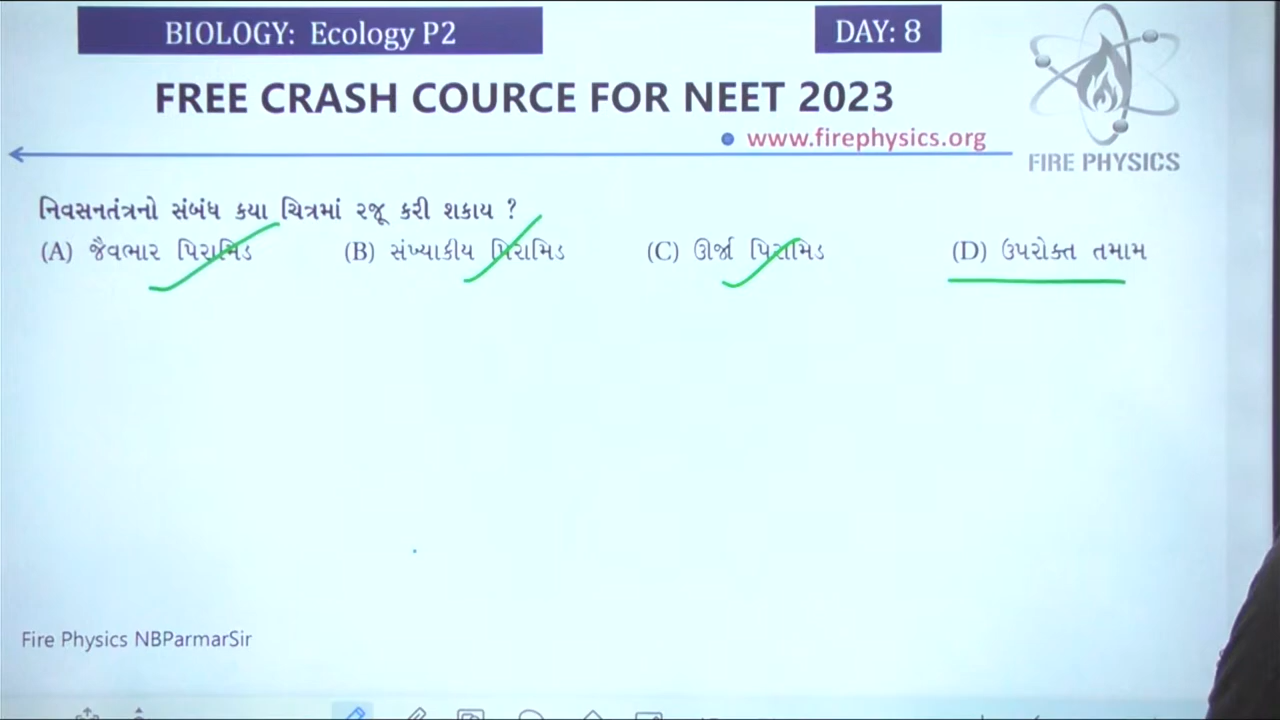 BIOLOGY: Ecology P2
DAY: 8
FREE CRASH COURCE FOR NEET 2023
www.firephysics.org
FIRE PHYSICS
નિવસનતંત્રનો સંબંધ કયા ચિત્રમાં રજૂ કરી શકાય ?
(A) જૈવભાર પિરામિડ (B) સંખ્યાકીય પિરામિડ (C) ઊર્જા પિરામિડ (D) ઉપરોક્ત તમામ
Fire Physics NBParmarSir